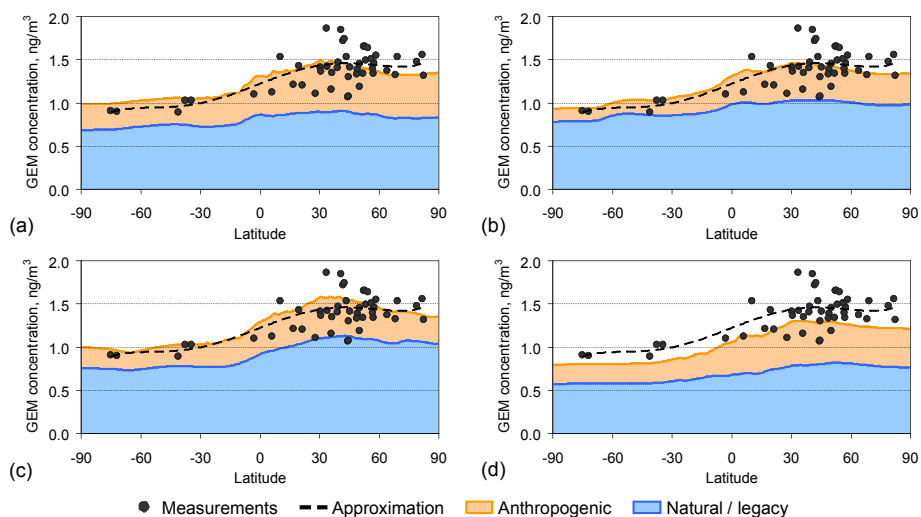 GEM concentration, ng/m³
2.0
1.5
1.0
0.5
0.0
-90 -60 -30 0 30 60 90
Latitude
(a)
GEM concentration, ng/m³
2.0
1.5
1.0
0.5
0.0
-90 -60 -30 0 30 60 90
Latitude
(b)
GEM concentration, ng/m³
2.0
1.5
1.0
0.5
0.0
-90 -60 -30 0 30 60 90
Latitude
(c)
GEM concentration, ng/m³
2.0
1.5
1.0
0.5
0.0
-90 -60 -30 0 30 60 90
Latitude
(d)
Measurements Approximation Anthropogenic Natural / legacy